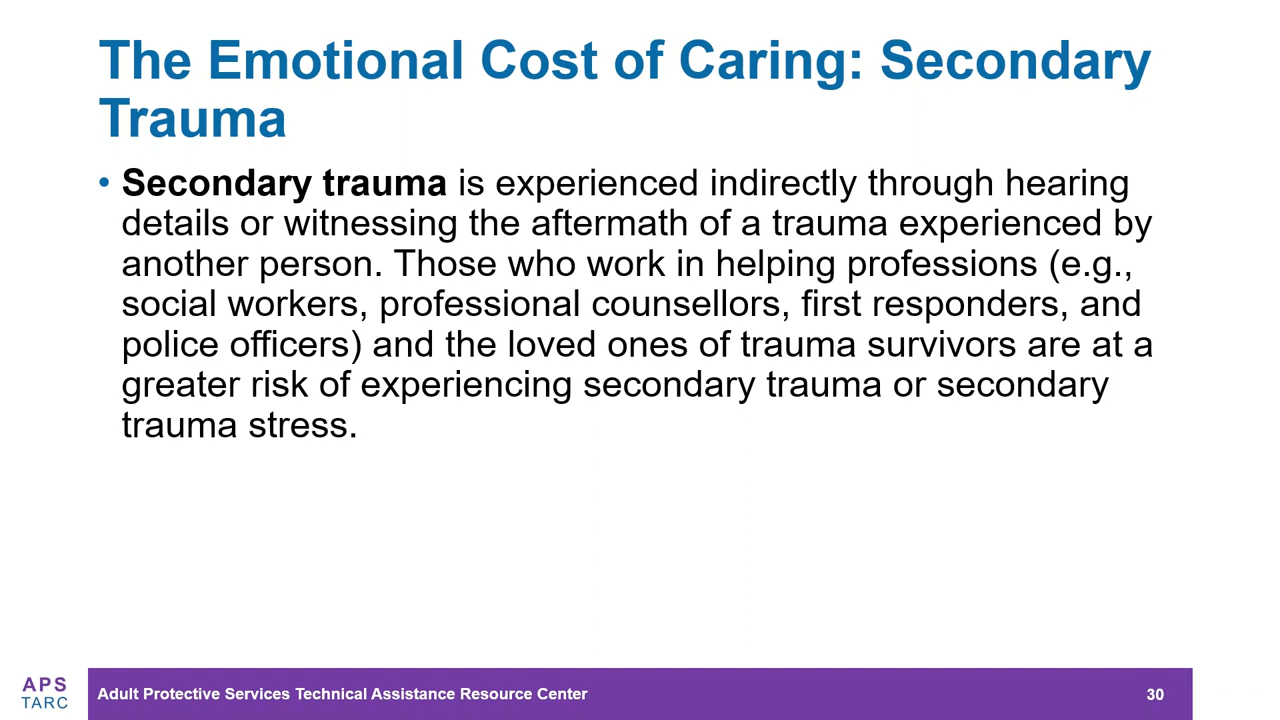 The Emotional Cost of Caring: Secondary
Trauma
• Secondary trauma is experienced indirectly through hearing
details or witnessing the aftermath of a trauma experienced by
another person. Those who work in helping professions (e.g.,
social workers, professional counsellors, first responders, and
police officers) and the loved ones of trauma survivors are at a
greater risk of experiencing secondary trauma or secondary
trauma stress.
APS
TARC
Adult Protective Services Technical Assistance Resource Center
30